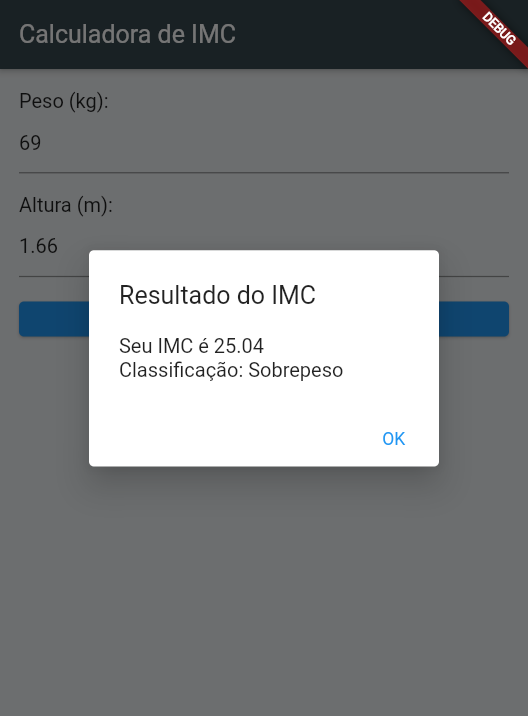 Calculadora de IMC
DEBUG
Peso (kg):
69
Altura (m):
1.66
Resultado do IMC
Seu IMC é 25.04
Classificação: Sobrepeso
OK